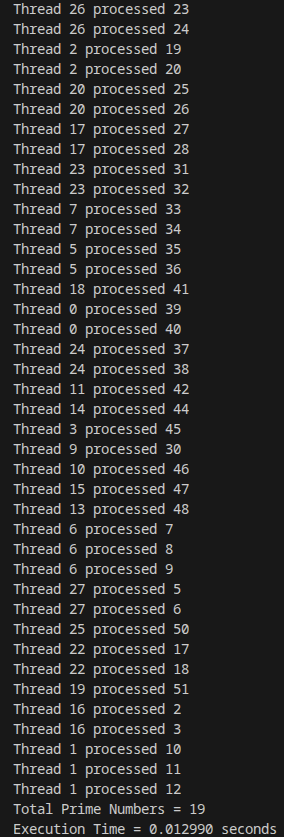 Thread 26 processed 23
Thread 26 processed 24
Thread 2 processed 19
Thread 2 processed 20
Thread 20 processed 25
Thread 20 processed 26
Thread 17 processed 27
Thread 17 processed 28
Thread 23 processed 31
Thread 23 processed 32
Thread 7 processed 33
Thread 7 processed 34
Thread 5 processed 35
Thread 5 processed 36
Thread 18 processed 41
Thread 0 processed 39
Thread 0 processed 40
Thread 24 processed 37
Thread 24 processed 38
Thread 11 processed 42
Thread 14 processed 44
Thread 3 processed 45
Thread 9 processed 30
Thread 10 processed 46
Thread 15 processed 47
Thread 13 processed 48
Thread 6 processed 7
Thread 6 processed 8
Thread 6 processed 9
Thread 27 processed 5
Thread 27 processed 6
Thread 25 processed 50
Thread 22 processed 17
Thread 22 processed 18
Thread 19 processed 51
Thread 16 processed 2
Thread 16 processed 3
Thread 1 processed 10
Thread 1 processed 11
Thread 1 processed 12
Total Prime Numbers = 19
Execution Time = 0.012990 seconds